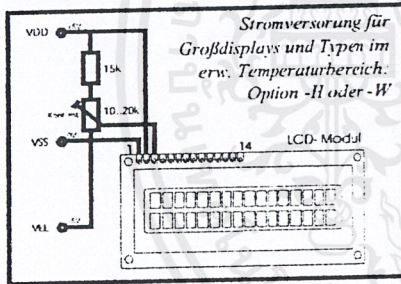 Stromversorung für
Großdisplays und Typen im
erw. Temperaturbereich:
Option -H oder -W
VDD
15k
10...20k
VSS
1
14
LCD-Modul
VEE